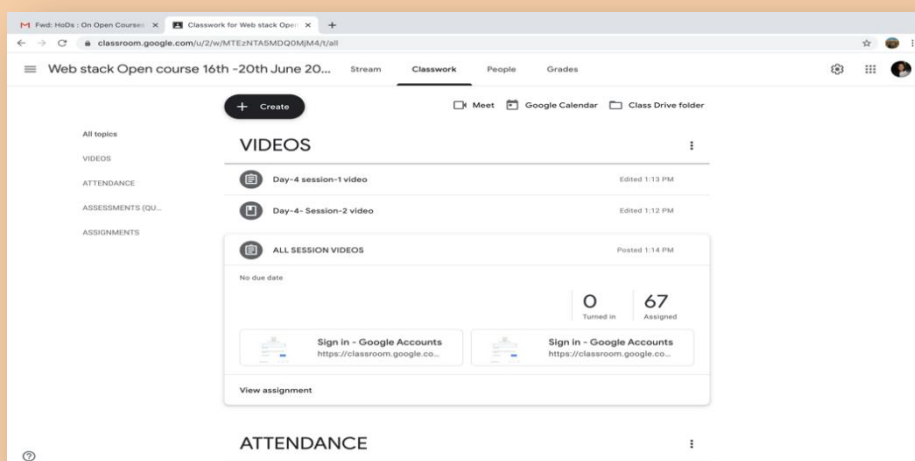 Fwd: HoDs : On Open Courses
Classwork for Web stack Open
classroom.google.com/u/2/w/MTEzNTA5MDQ0MjM4/t/all
Web stack Open course 16th -20th June 20...
Stream
Classwork
People
Grades
Create
Meet
Google Calendar
Class Drive folder
All topics
VIDEOS
ATTENDANCE
ASSESSMENTS (QU...
ASSIGNMENTS
VIDEOS
Day-4 session-1 video
Edited 1:13 PM
Day-4- Session-2 video
Edited 1:12 PM
ALL SESSION VIDEOS
Posted 1:14 PM
No due date
0
Turned in
67
Assigned
Sign in - Google Accounts
https://classroom.google.co...
Sign in - Google Accounts
https://classroom.google.co...
View assignment
ATTENDANCE